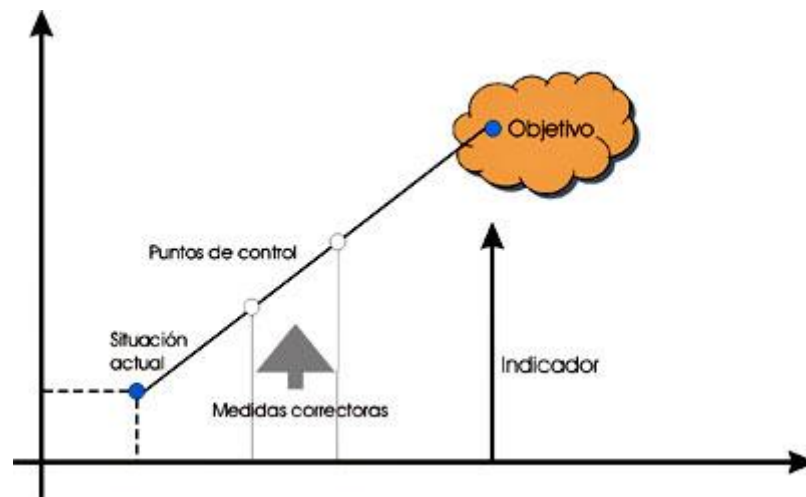 Objetivo
Puntos de control
Situación
actual
Indicador
Medidas correctoras